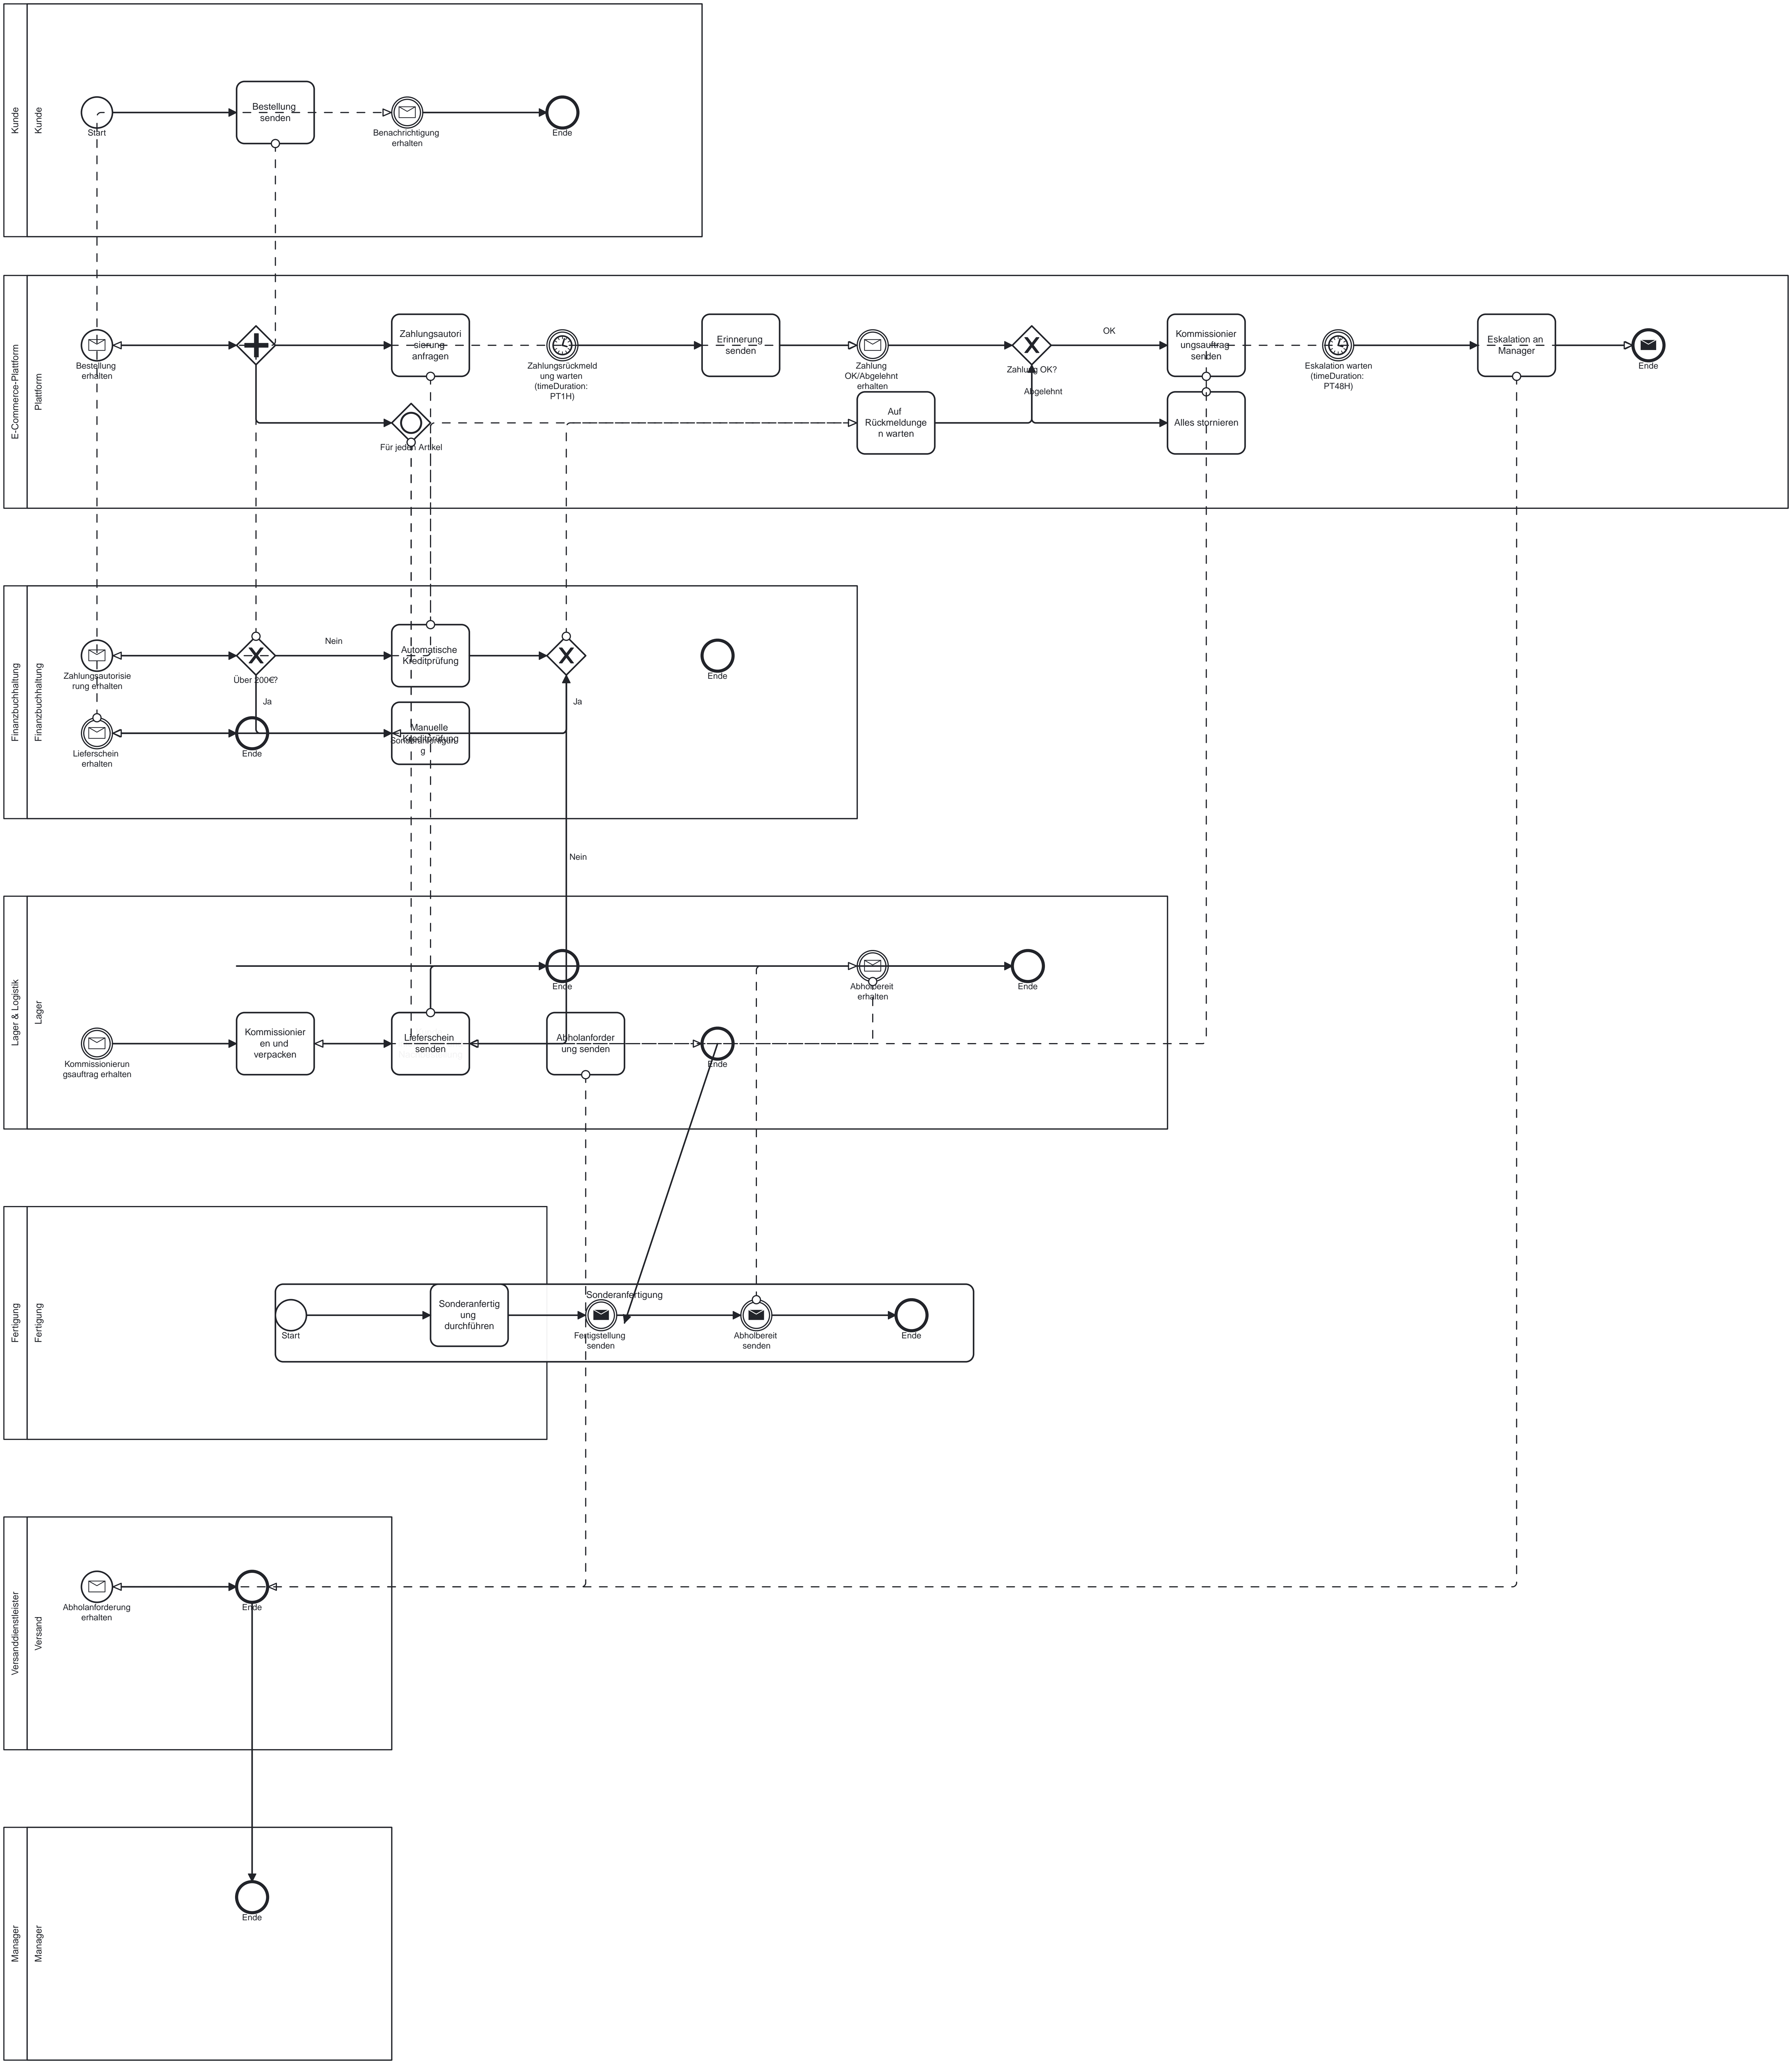 Kunde
Kunde
Start
Bestellung
senden
Benachrichtigung
erhalten
Ende
E-Commerce-Plattform
Plattform
Bestellung
erhalten
Zahlungsautori
sierung
anfragen
Zahlungsrückmeld
ung warten
(timeDuration:
PT1H)
Erinnerung
senden
Zahlung
OK/Abgelehnt
erhalten
Zahlung OK?
OK
Abgelehnt
Kommissionier
ungsauftrag
senden
Eskalation warten
(timeDuration:
PT48H)
Eskalation an
Manager
Ende
Für jeden Artikel
Auf
Rückmeldunge
n warten
Alles stornieren
Finanzbuchhaltung
Finanzbuchhaltung
Zahlungsautorisie
rung erhalten
Über 200€?
Nein
Ja
Automatische
Kreditprüfung
Ende
Ja
Lieferschein
erhalten
Ende
Manuelle
Kreditprüfung
Sonderanfertigun
g
Nein
Lager & Logistik
Lager
Ende
Abholbereit
erhalten
Ende
Kommissionierun
gsauftrag erhalten
Kommissionier
en und
verpacken
Lieferschein
senden
Abholanforder
ung senden
Ende
Fertigung
Fertigung
Sonderanfertigung
Start
Sonderanfertig
ung
durchführen
Fertigstellung
senden
Abholbereit
senden
Ende
Versanddienstleister
Versand
Abholanforderung
erhalten
Ende
Manager
Manager
Ende